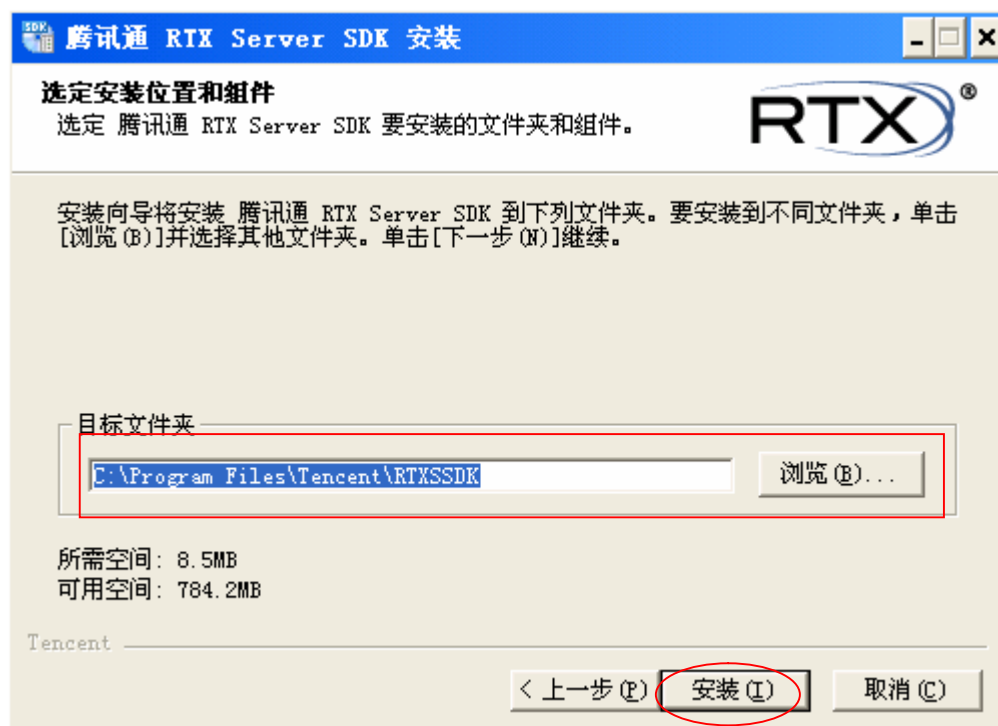 SDK
腾讯通 RTX Server SDK 安装
选定安装位置和组件
选定 腾讯通 RTX Server SDK 要安装的文件夹和组件。
RTX®
安装向导将安装 腾讯通 RTX Server SDK 到下列文件夹。要安装到不同文件夹，单击
[浏览(B)]并选择其他文件夹。单击[下一步(N)]继续。
目标文件夹
C:\Program Files\Tencent\RTXSSDK
浏览(B)...
所需空间: 8.5MB
可用空间: 784.2MB
Tencent
< 上一步(P) 安装(I) 取消(C)